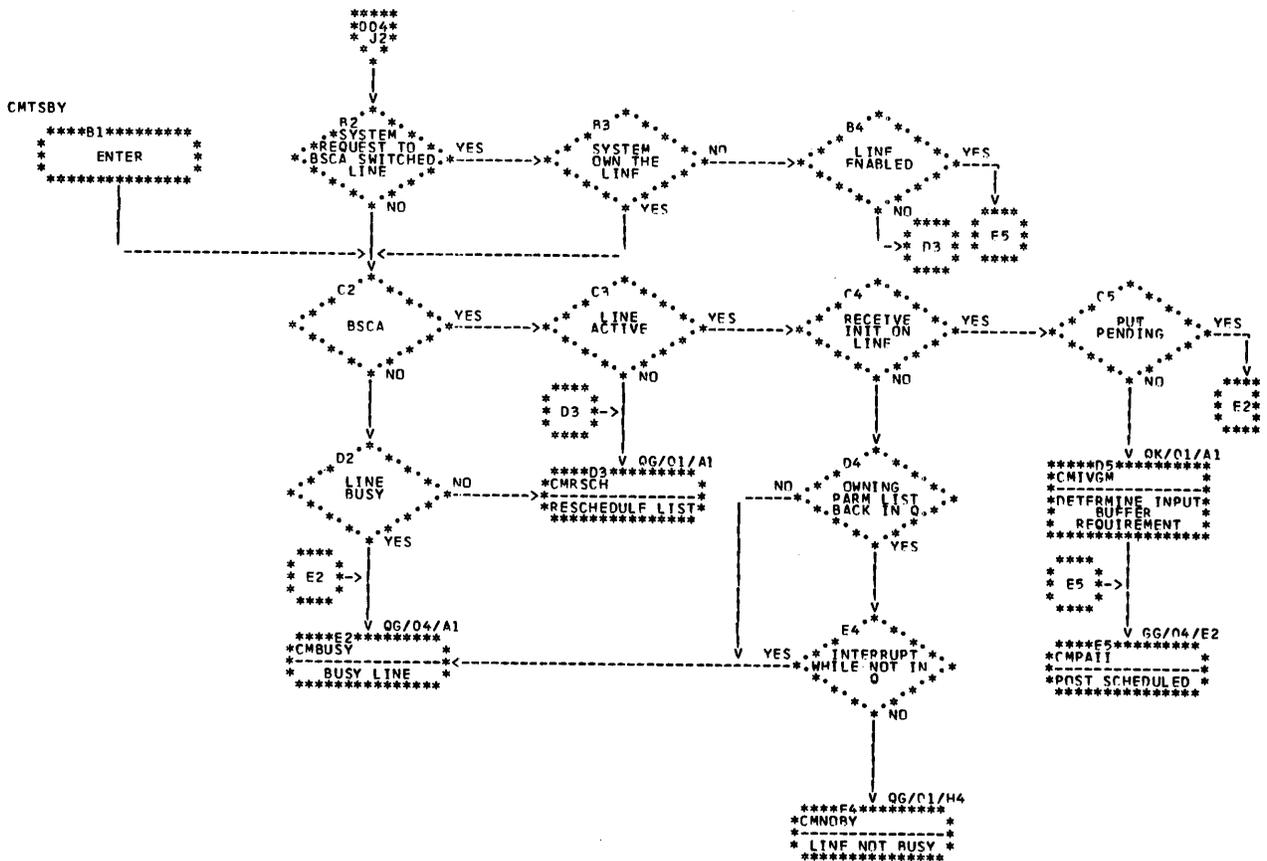 004
J2
CMTSBY
B1
ENTER
B2
SYSTEM
REQUEST TO
BSCA SWITCHED
LINE
YES
NO
B3
SYSTEM
OWN THE
LINE
NO
YES
B4
LINE
ENABLED
YES
NO
D3
E5
C2
BSCA
YES
NO
C3
LINE
ACTIVE
YES
NO
C4
RECEIVE
INIT ON
LINE
YES
NO
C5
PUT
PENDING
YES
NO
E2
D3
D2
LINE
BUSY
NO
YES
QG/01/A1
D3
CMRSCH
RESCHEDULE LIST
D4
OWNING
PARM LIST
BACK IN Q
NO
YES
QK/01/A1
D5
CMIVGM
DETERMINE INPUT
BUFFER
REQUIREMENT
E2
E5
QG/04/A1
E2
CMBUSY
BUSY LINE
E4
INTERRUPT
WHILE NOT IN
Q
YES
NO
GG/04/E2
E5
CMPAII
POST SCHEDULED
QG/01/H4
F4
CMNDBY
LINE NOT BUSY